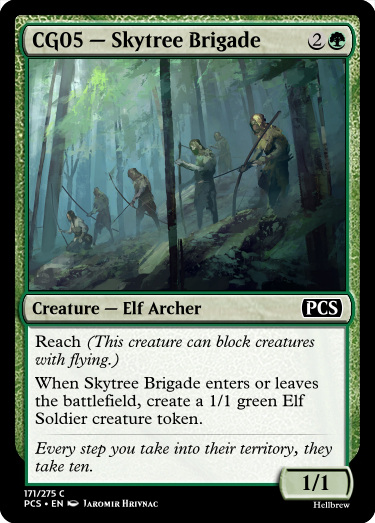 CG05 — Skytree Brigade 2
Creature — Elf Archer PCS
Reach (This creature can block creatures
with flying.)
When Skytree Brigade enters or leaves
the battlefield, create a 1/1 green Elf
Soldier creature token.
Every step you take into their territory, they
take ten.
1/1
171/275 C
PCS • EN Jaromir Hrivnac
Hellbrew